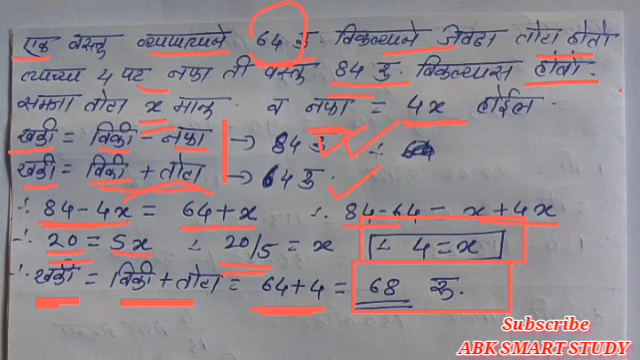 एक वस्तु व्यापाऱ्याने 64 रु. विकल्याने जेवढा तोटा होतो
त्याच्या 4 पट नफा ती वस्तु 84 रु. विकल्यास होतो.
समजा तोटा x मानू व नफा = 4x होईल.
खरेदी = विक्री - नफा → 84 रु. ∴
खरेदी = विक्री + तोटा → 64 रु.
∴ 84-4x = 64+x ∴ 84-64 = x+4x
∴ 20 = 5x ∴ 20/5 = x ∴ 4=x
∴ खरेदी = विक्री + तोटा = 64+4 = 68 रु.
Subscribe
ABK SMART STUDY